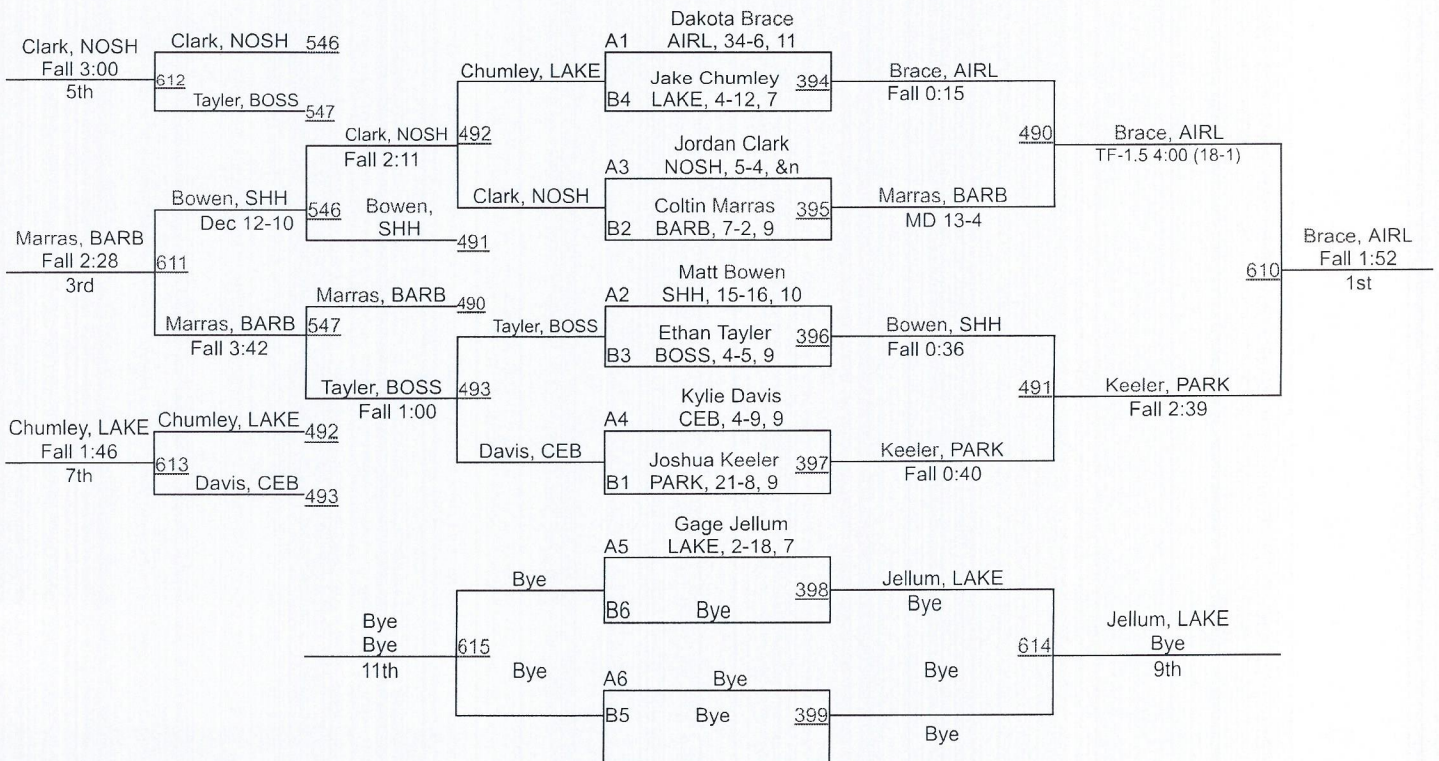 Dakota Brace
A1 AIRL, 34-6, 11
Jake Chumley 394
B4 LAKE, 4-12, 7
Jordan Clark
A3 NOSH, 5-4, &n
Coltin Marras 395
B2 BARB, 7-2, 9
Matt Bowen
A2 SHH, 15-16, 10
Ethan Tayler 396
B3 BOSS, 4-5, 9
Kylie Davis
A4 CEB, 4-9, 9
Joshua Keeler 397
B1 PARK, 21-8, 9
Gage Jellum
A5 LAKE, 2-18, 7
398
B6 Bye
A6 Bye
B5 Bye 399
Brace, AIRL
Fall 0:15
490
Marras, BARB
MD 13-4
Bowen, SHH
Fall 0:36
491
Keeler, PARK
Fall 0:40
Brace, AIRL
TF-1.5 4:00 (18-1)
610
Keeler, PARK
Fall 2:39
Brace, AIRL
Fall 1:52
1st
Jellum, LAKE
Bye
614
Bye
Bye
Jellum, LAKE
Bye
9th
Chumley, LAKE
492
Clark, NOSH
Tayler, BOSS
493
Davis, CEB
Clark, NOSH
Fall 2:11
546
Bowen,
SHH
491
Marras, BARB 490
547
Tayler, BOSS
Fall 1:00
Bowen, SHH
Dec 12-10
611
Marras, BARB
Fall 3:42
Marras, BARB
Fall 2:28
3rd
Clark, NOSH 546
612
Tayler, BOSS 547
Clark, NOSH
Fall 3:00
5th
Chumley, LAKE 492
613
Davis, CEB 493
Chumley, LAKE
Fall 1:46
7th
Bye
615
Bye
Bye
Bye
11th